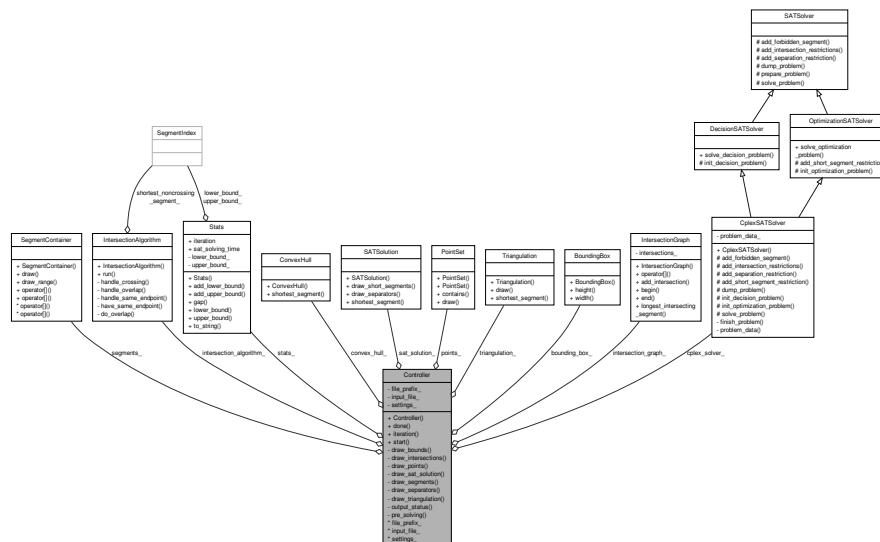 SATSolver
# add_forbidden_segment()
# add_intersection_restrictions()
# add_separation_restriction()
# dump_problem()
# prepare_problem()
# solve_problem()
DecisionSATSolver
+ solve_decision_problem()
# init_decision_problem()
OptimizationSATSolver
+ solve_optimization
_problem()
# add_short_segment_restriction()
# init_optimization_problem()
SegmentIndex
shortest_noncrossing
_segment_
lower_bound_
upper_bound_
SegmentContainer
+ SegmentContainer()
+ draw()
+ draw_range()
+ operator[]()
+ operator[]()
* operator[]()
* operator[]()
IntersectionAlgorithm
+ IntersectionAlgorithm()
+ run()
- handle_crossing()
- handle_overlap()
- handle_same_endpoint()
- have_same_endpoint()
- do_overlap()
Stats
+ iteration
+ sat_solving_time
- lower_bound_
- upper_bound_
+ Stats()
+ add_lower_bound()
+ add_upper_bound()
+ gap()
+ lower_bound()
+ upper_bound()
+ to_string()
ConvexHull
+ ConvexHull()
+ shortest_segment()
SATSolution
+ SATSolution()
+ draw_short_segments()
+ draw_separators()
+ shortest_segment()
PointSet
+ PointSet()
+ PointSet()
+ contains()
+ draw()
Triangulation
+ Triangulation()
+ draw()
+ shortest_segment()
BoundingBox
+ BoundingBox()
+ height()
+ width()
IntersectionGraph
- intersections_
+ IntersectionGraph()
+ operator[]()
+ add_intersection()
+ begin()
+ end()
+ longest_intersecting
_segment()
CplexSATSolver
- problem_data_
+ CplexSATSolver()
# add_forbidden_segment()
# add_intersection_restrictions()
# add_separation_restriction()
# add_short_segment_restriction()
# dump_problem()
# init_decision_problem()
# init_optimization_problem()
# solve_problem()
- finish_problem()
- problem_data()
segments_
intersection_algorithm_
stats_
convex_hull_
sat_solution_
points_
triangulation_
bounding_box_
intersection_graph_
cplex_solver_
Controller
- file_prefix_
- input_file_
- settings_
+ Controller()
+ done()
+ iteration()
+ start()
- draw_bounds()
- draw_intersections()
- draw_points()
- draw_sat_solution()
- draw_segments()
- draw_separators()
- draw_triangulation()
- output_status()
- pre_solving()
* file_prefix_
* input_file_
* settings_